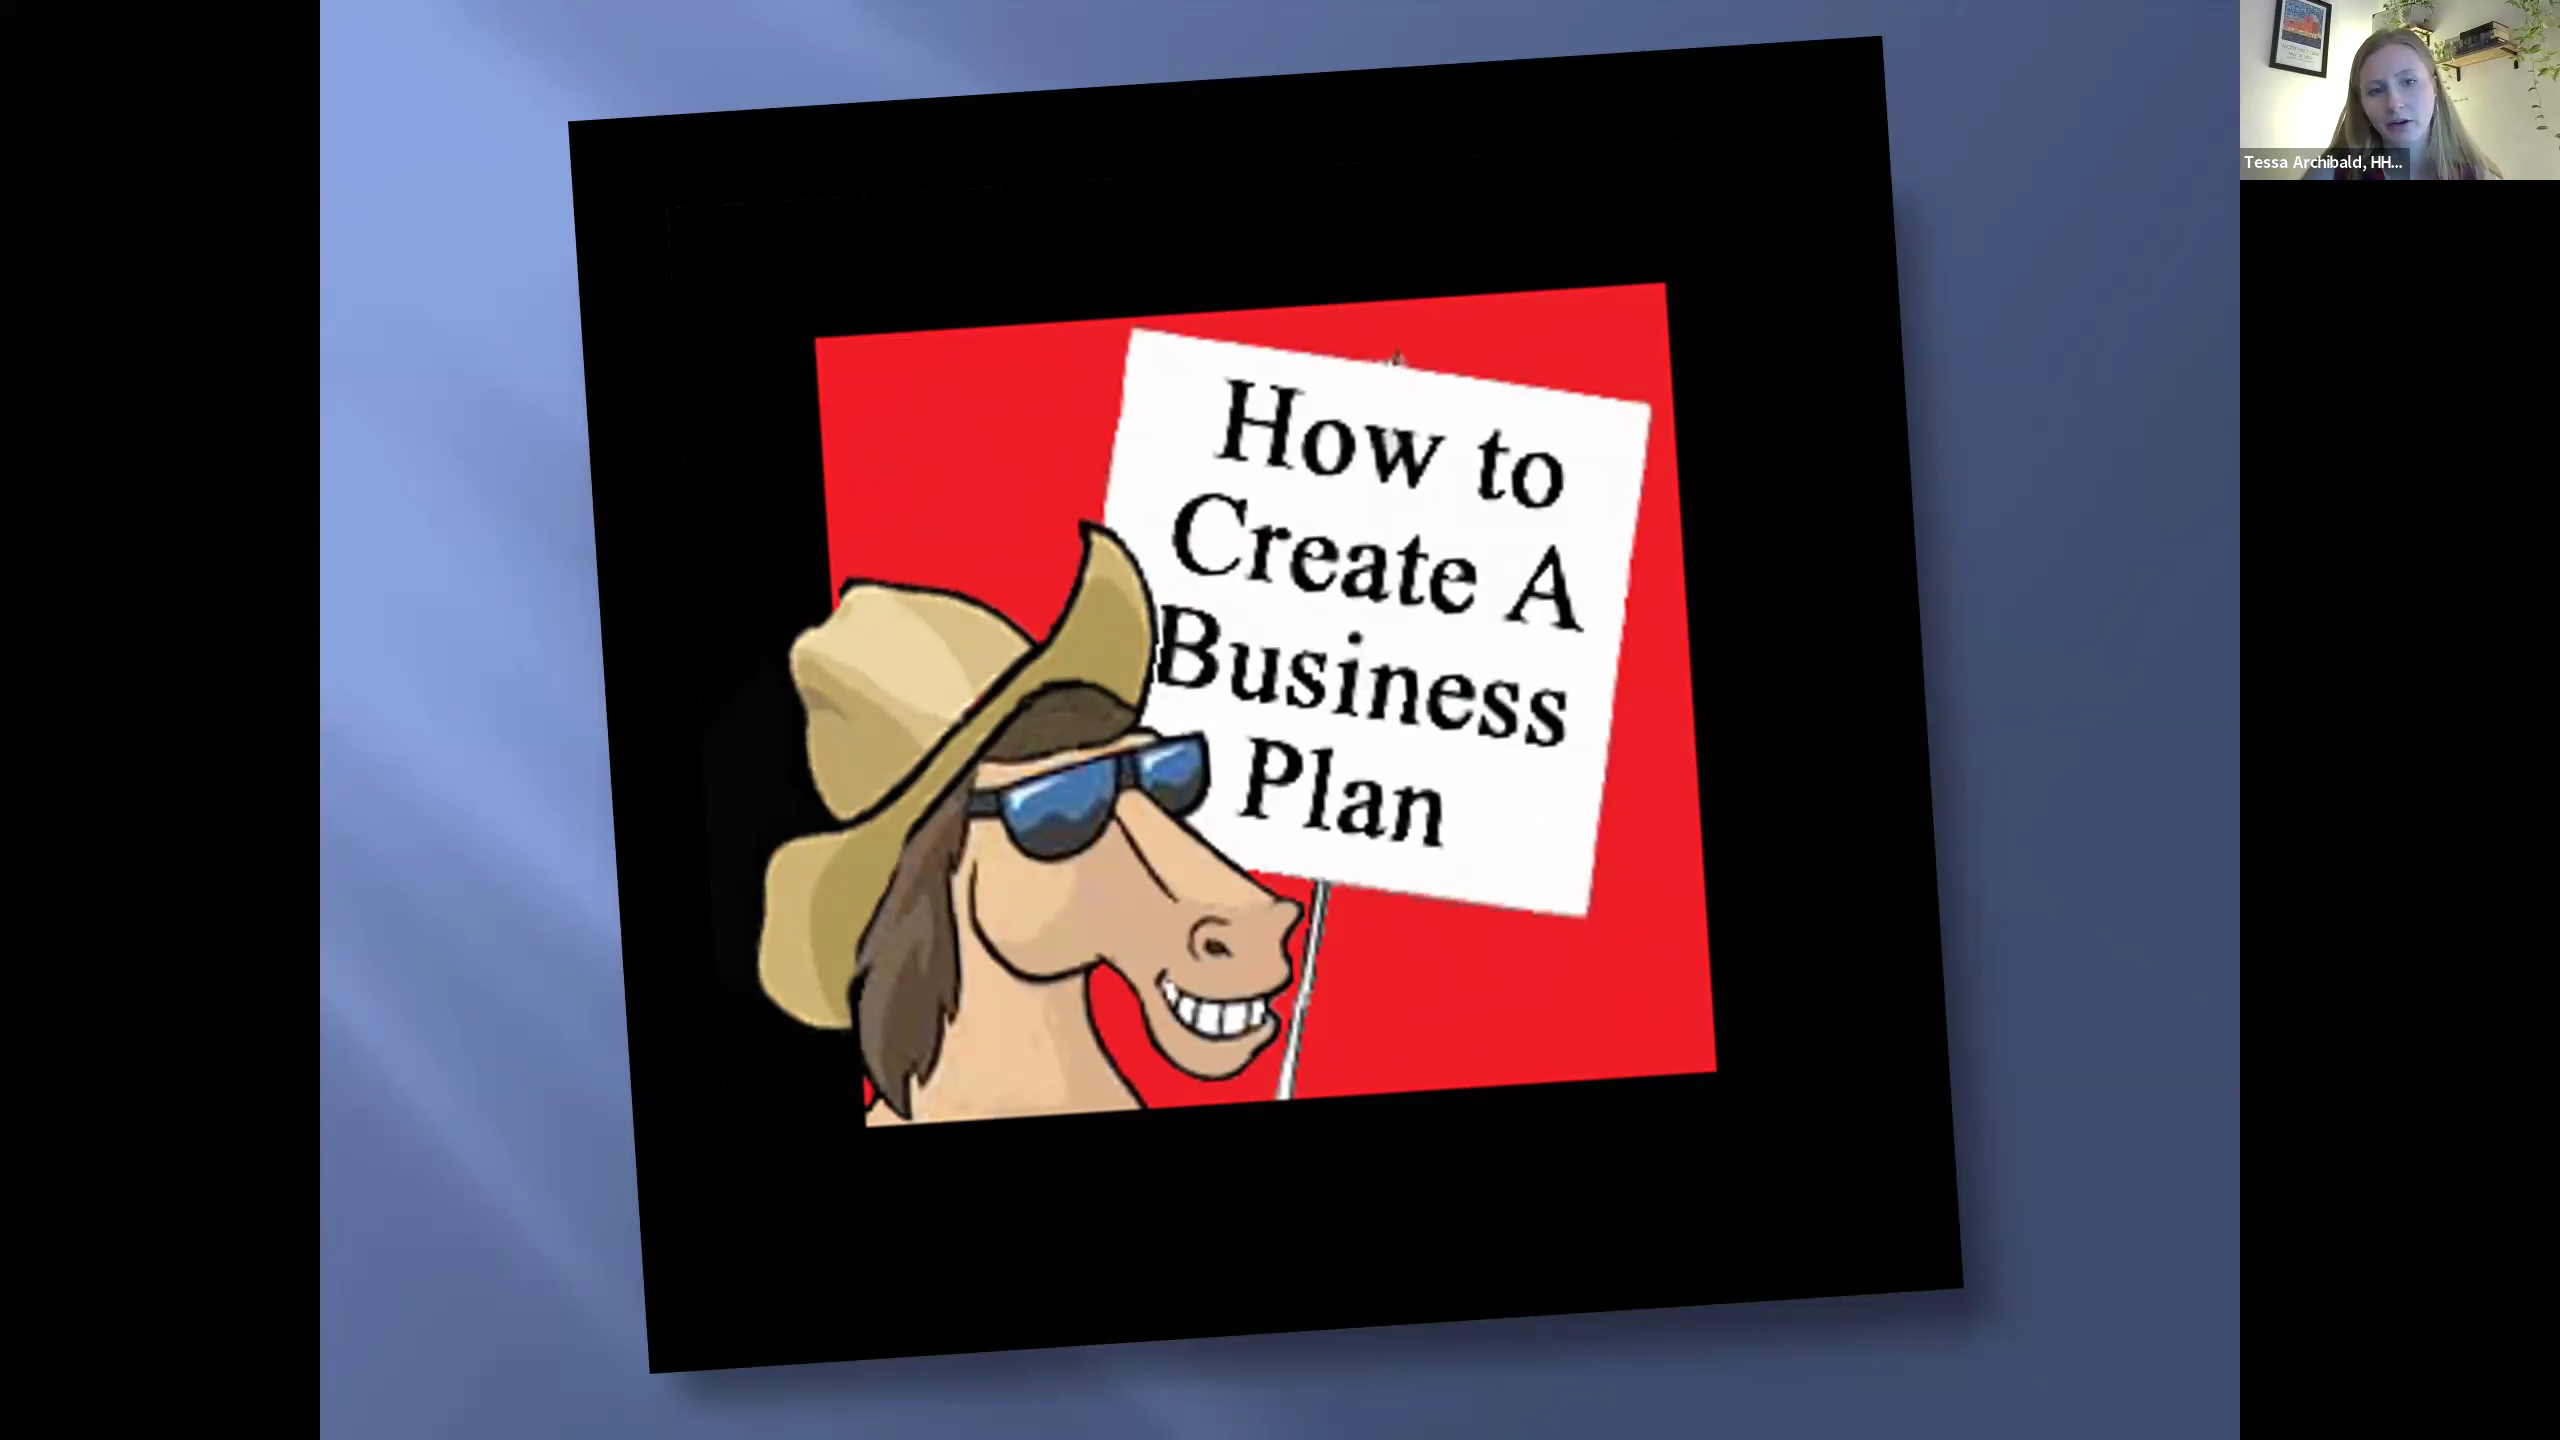 How to
Create A
Business
Plan
Tessa Archibald, HH...